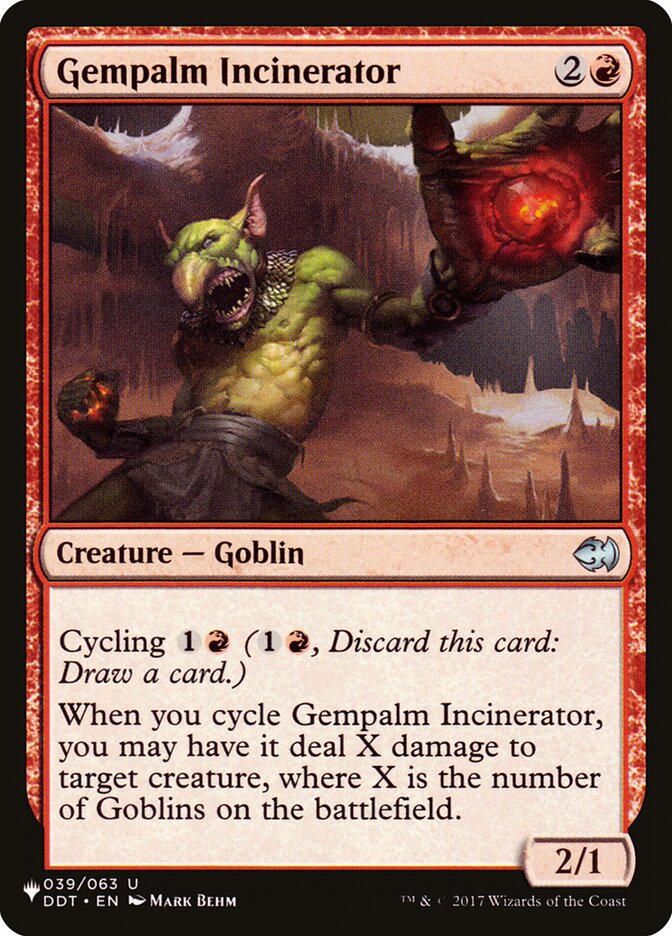 Gempalm Incinerator 2
Creature — Goblin
Cycling 1 (1, Discard this card:
Draw a card.)
When you cycle Gempalm Incinerator,
you may have it deal X damage to
target creature, where X is the number
of Goblins on the battlefield.
2/1
039/063 U
DDT • EN Mark Behm
™ & © 2017 Wizards of the Coast